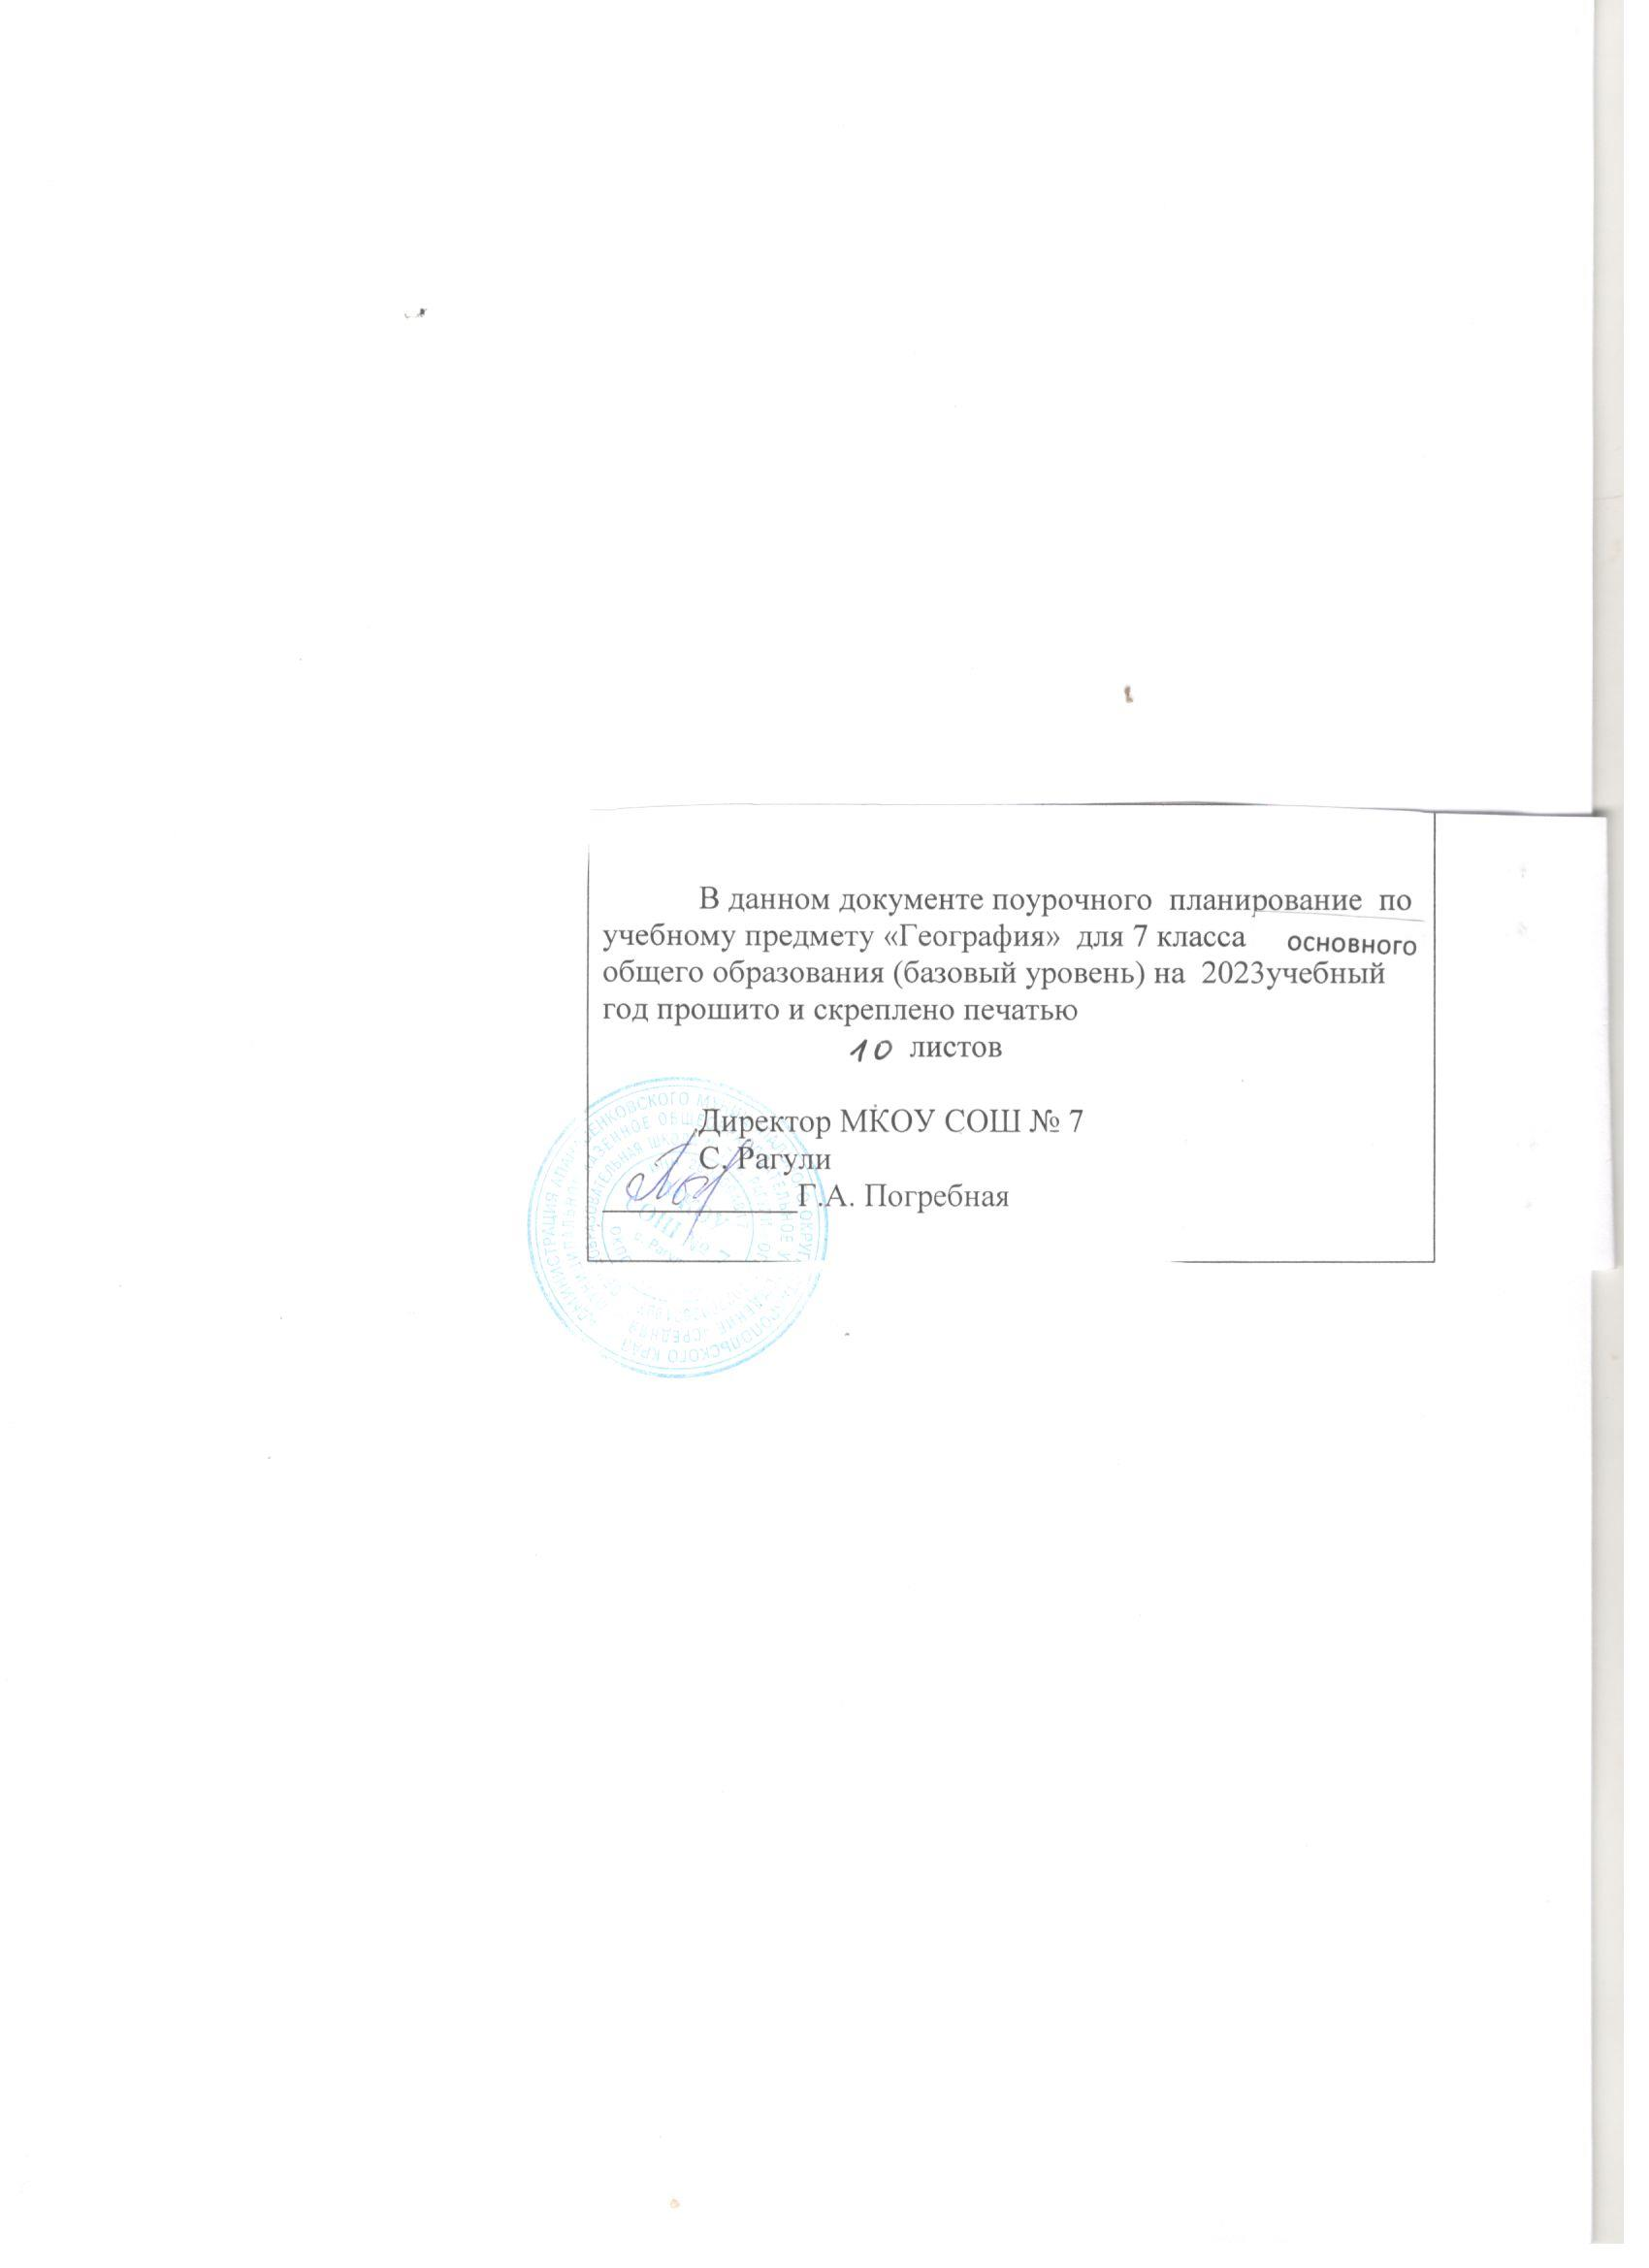 В данном документе поурочного планирование по
учебному предмету «География» для 7 класса основного
общего образования (базовый уровень) на 2023учебный
год прошито и скреплено печатью
10 листов
Директор МКОУ СОШ № 7
С. Рагули
Г.А. Погребная